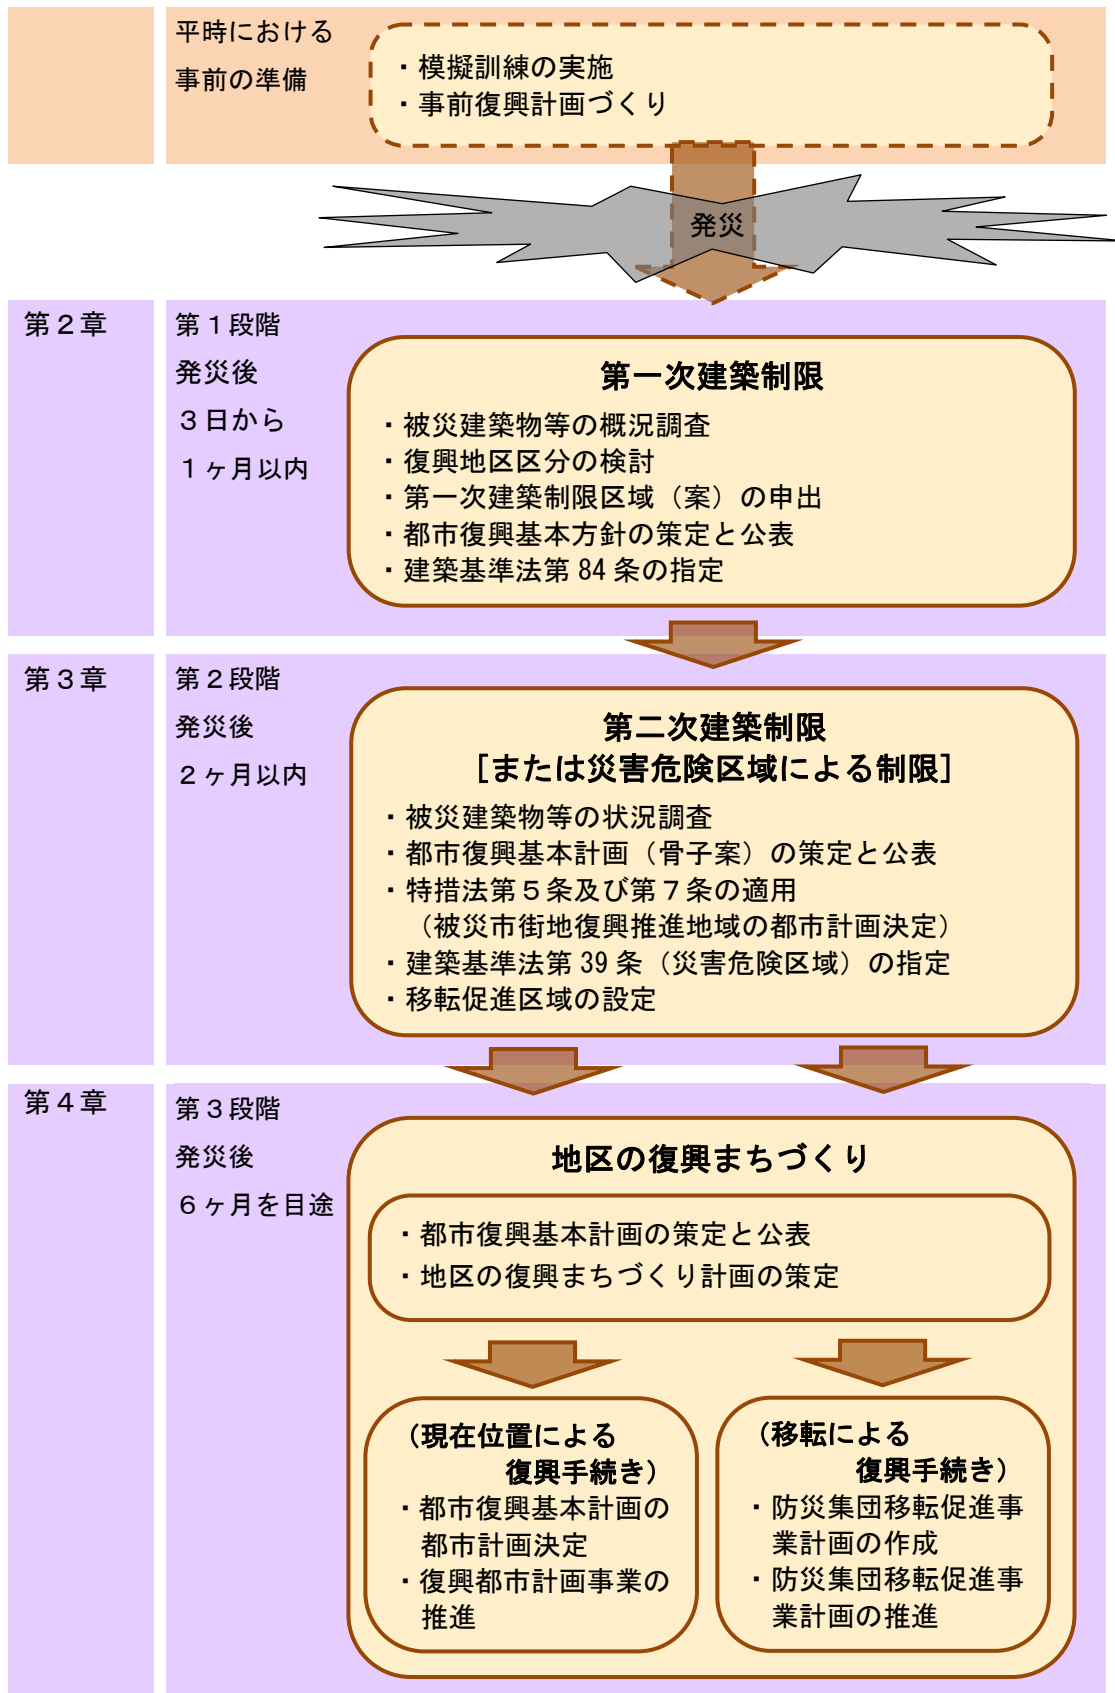 平時における
事前の準備
・模擬訓練の実施
・事前復興計画づくり
発災
第２章
第１段階
発災後
３日から
１ヶ月以内
第一次建築制限
・被災建築物等の概況調査
・復興地区区分の検討
・第一次建築制限区域（案）の申出
・都市復興基本方針の策定と公表
・建築基準法第 84 条の指定
第３章
第２段階
発災後
２ヶ月以内
第二次建築制限
［または災害危険区域による制限］
・被災建築物等の状況調査
・都市復興基本計画（骨子案）の策定と公表
・特措法第５条及び第７条の適用
（被災市街地復興推進地域の都市計画決定）
・建築基準法第 39 条（災害危険区域）の指定
・移転促進区域の設定
第４章
第３段階
発災後
６ヶ月を目途
地区の復興まちづくり
・都市復興基本計画の策定と公表
・地区の復興まちづくり計画の策定
（現在位置による
復興手続き）
・都市復興基本計画の
都市計画決定
・復興都市計画事業の
推進
（移転による
復興手続き）
・防災集団移転促進事
業計画の作成
・防災集団移転促進事
業計画の推進